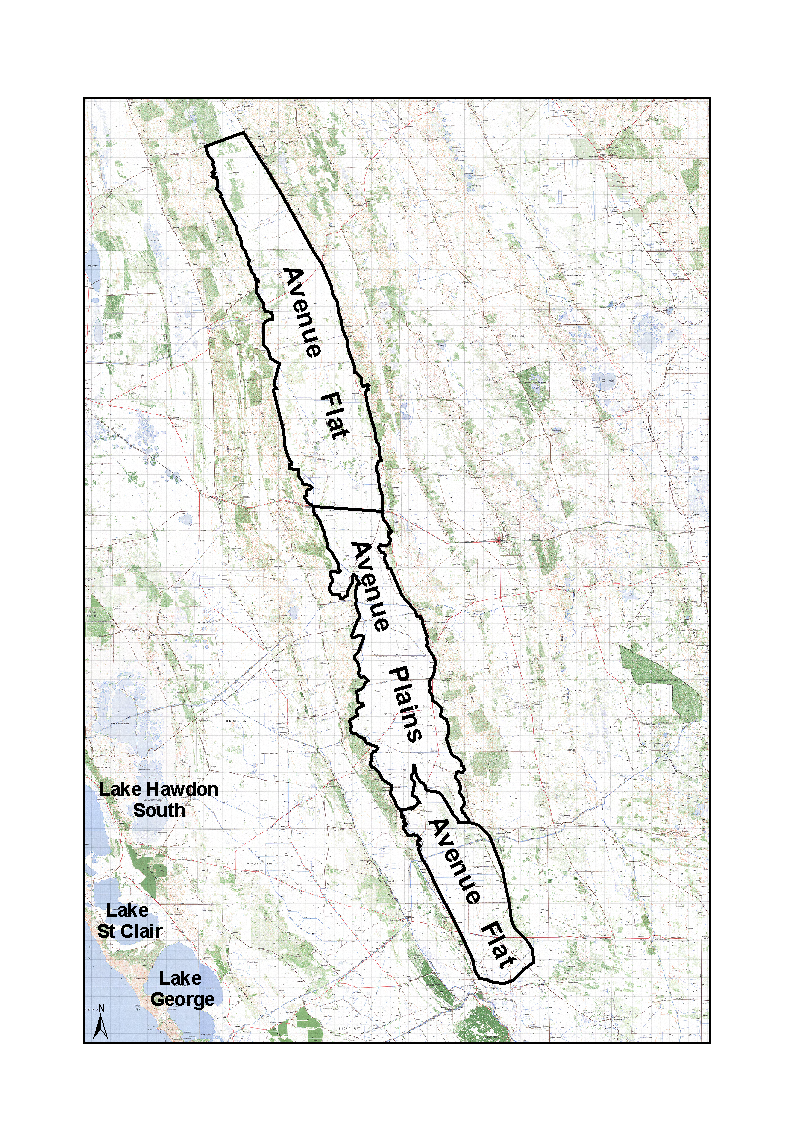 Avenue
Flat
Avenue
Plains
Lake Hawdon
South
Avenue
Flat
Lake
St Clair
Lake
George
N